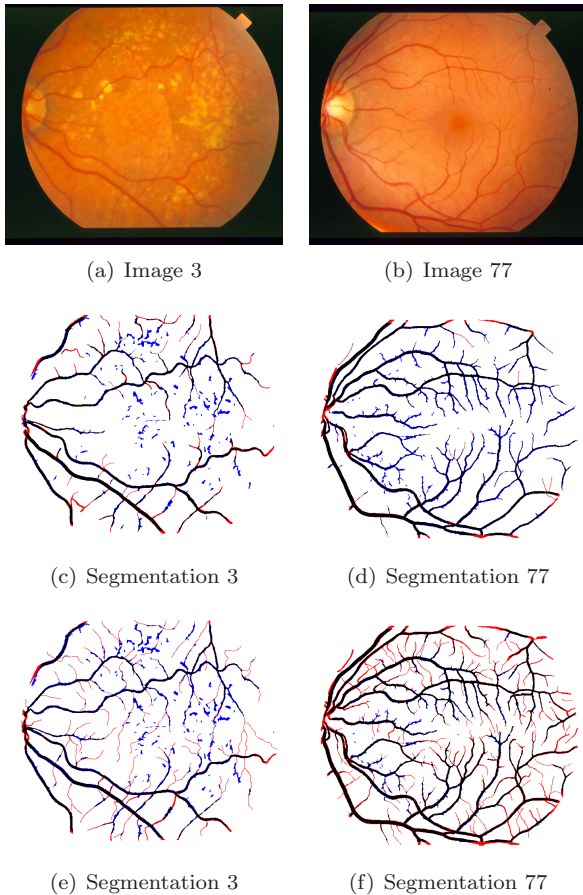 (a) Image 3
(b) Image 77
(c) Segmentation 3
(d) Segmentation 77
(e) Segmentation 3
(f) Segmentation 77